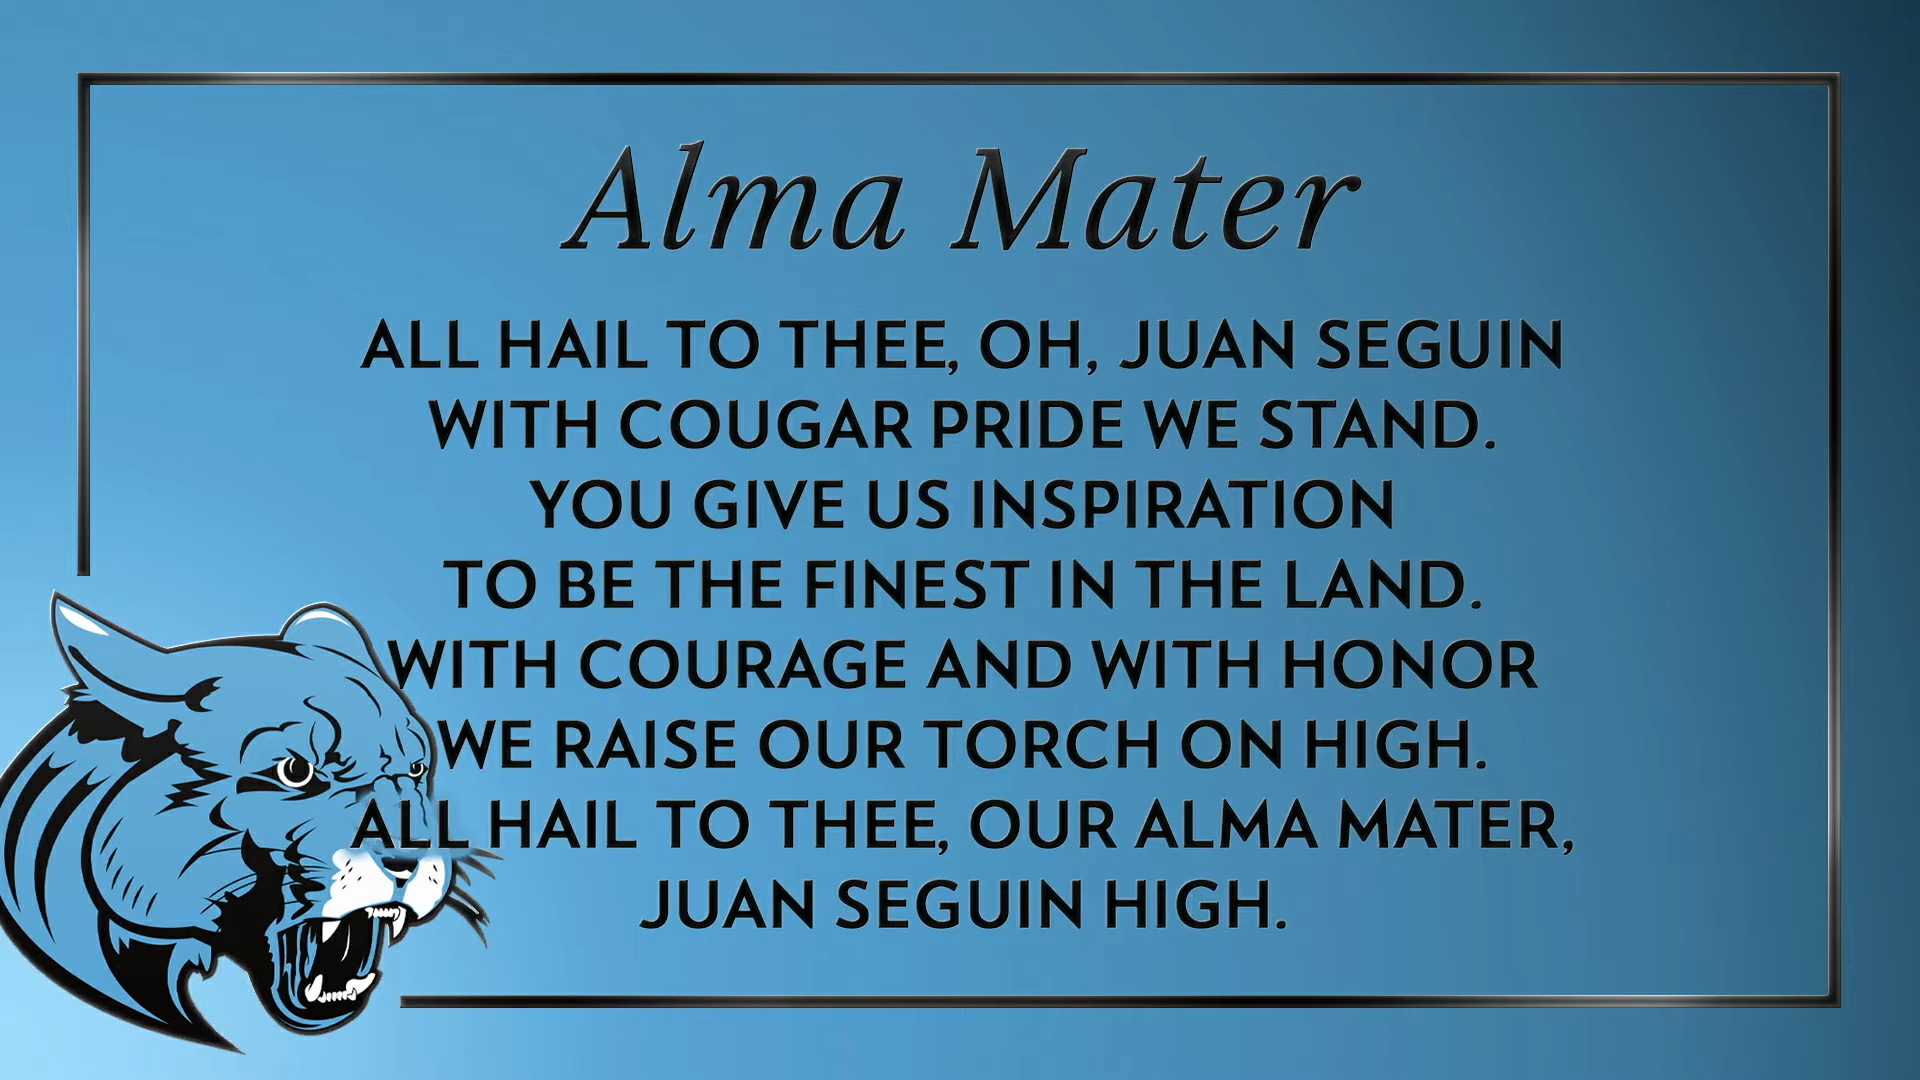 Alma Mater
ALL HAIL TO THEE, OH, JUAN SEGUIN
WITH COUGAR PRIDE WE STAND.
YOU GIVE US INSPIRATION
TO BE THE FINEST IN THE LAND.
WITH COURAGE AND WITH HONOR
WE RAISE OUR TORCH ON HIGH.
ALL HAIL TO THEE, OUR ALMA MATER,
JUAN SEGUIN HIGH.